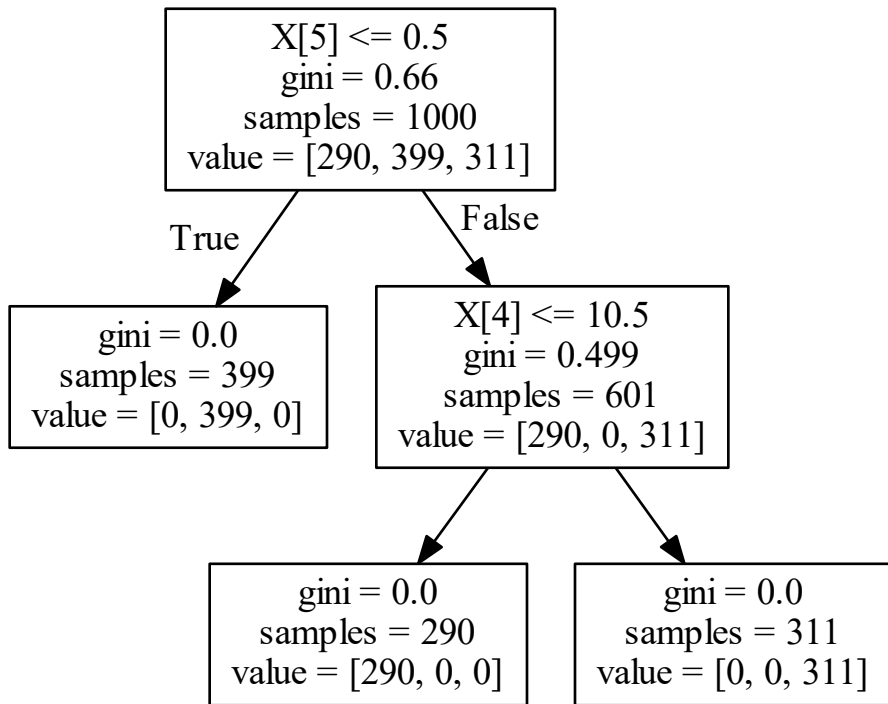 X[5] <= 0.5
gini = 0.66
samples = 1000
value = [290, 399, 311]
True
False
gini = 0.0
samples = 399
value = [0, 399, 0]
X[4] <= 10.5
gini = 0.499
samples = 601
value = [290, 0, 311]
gini = 0.0
samples = 290
value = [290, 0, 0]
gini = 0.0
samples = 311
value = [0, 0, 311]